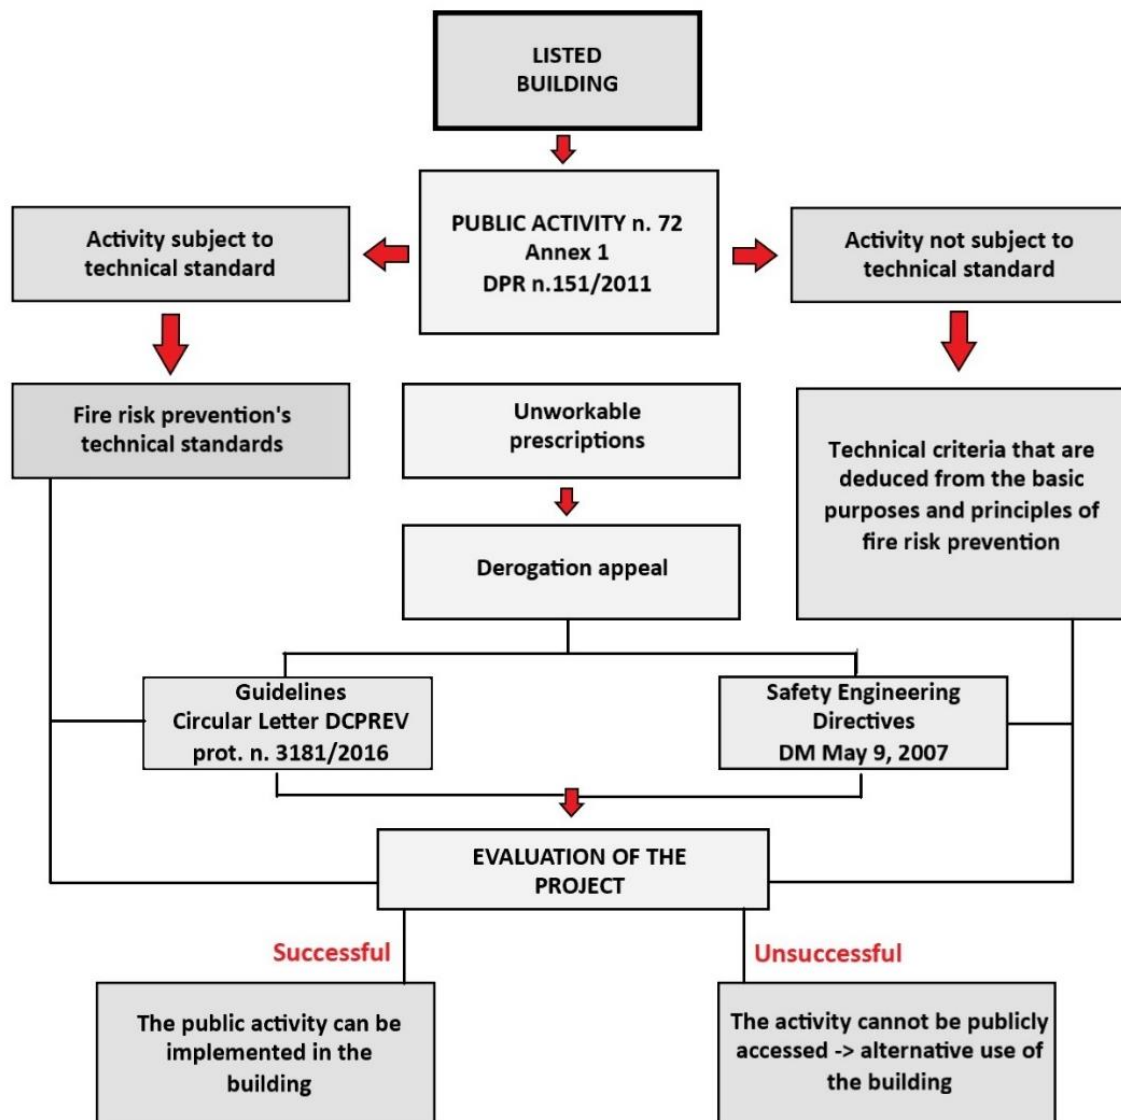 LISTED
BUILDING
PUBLIC ACTIVITY n. 72
Annex 1
DPR n.151/2011
Activity subject to
technical standard
Activity not subject to
technical standard
Fire risk prevention's
technical standards
Unworkable
prescriptions
Technical criteria that are
deduced from the basic
purposes and principles of
fire risk prevention
Derogation appeal
Guidelines
Circular Letter DCPREV
prot. n. 3181/2016
Safety Engineering
Directives
DM May 9, 2007
EVALUATION OF THE
PROJECT
Successful
Unsuccessful
The public activity can be
implemented in the
building
The activity cannot be publicly
accessed -> alternative use of
the building